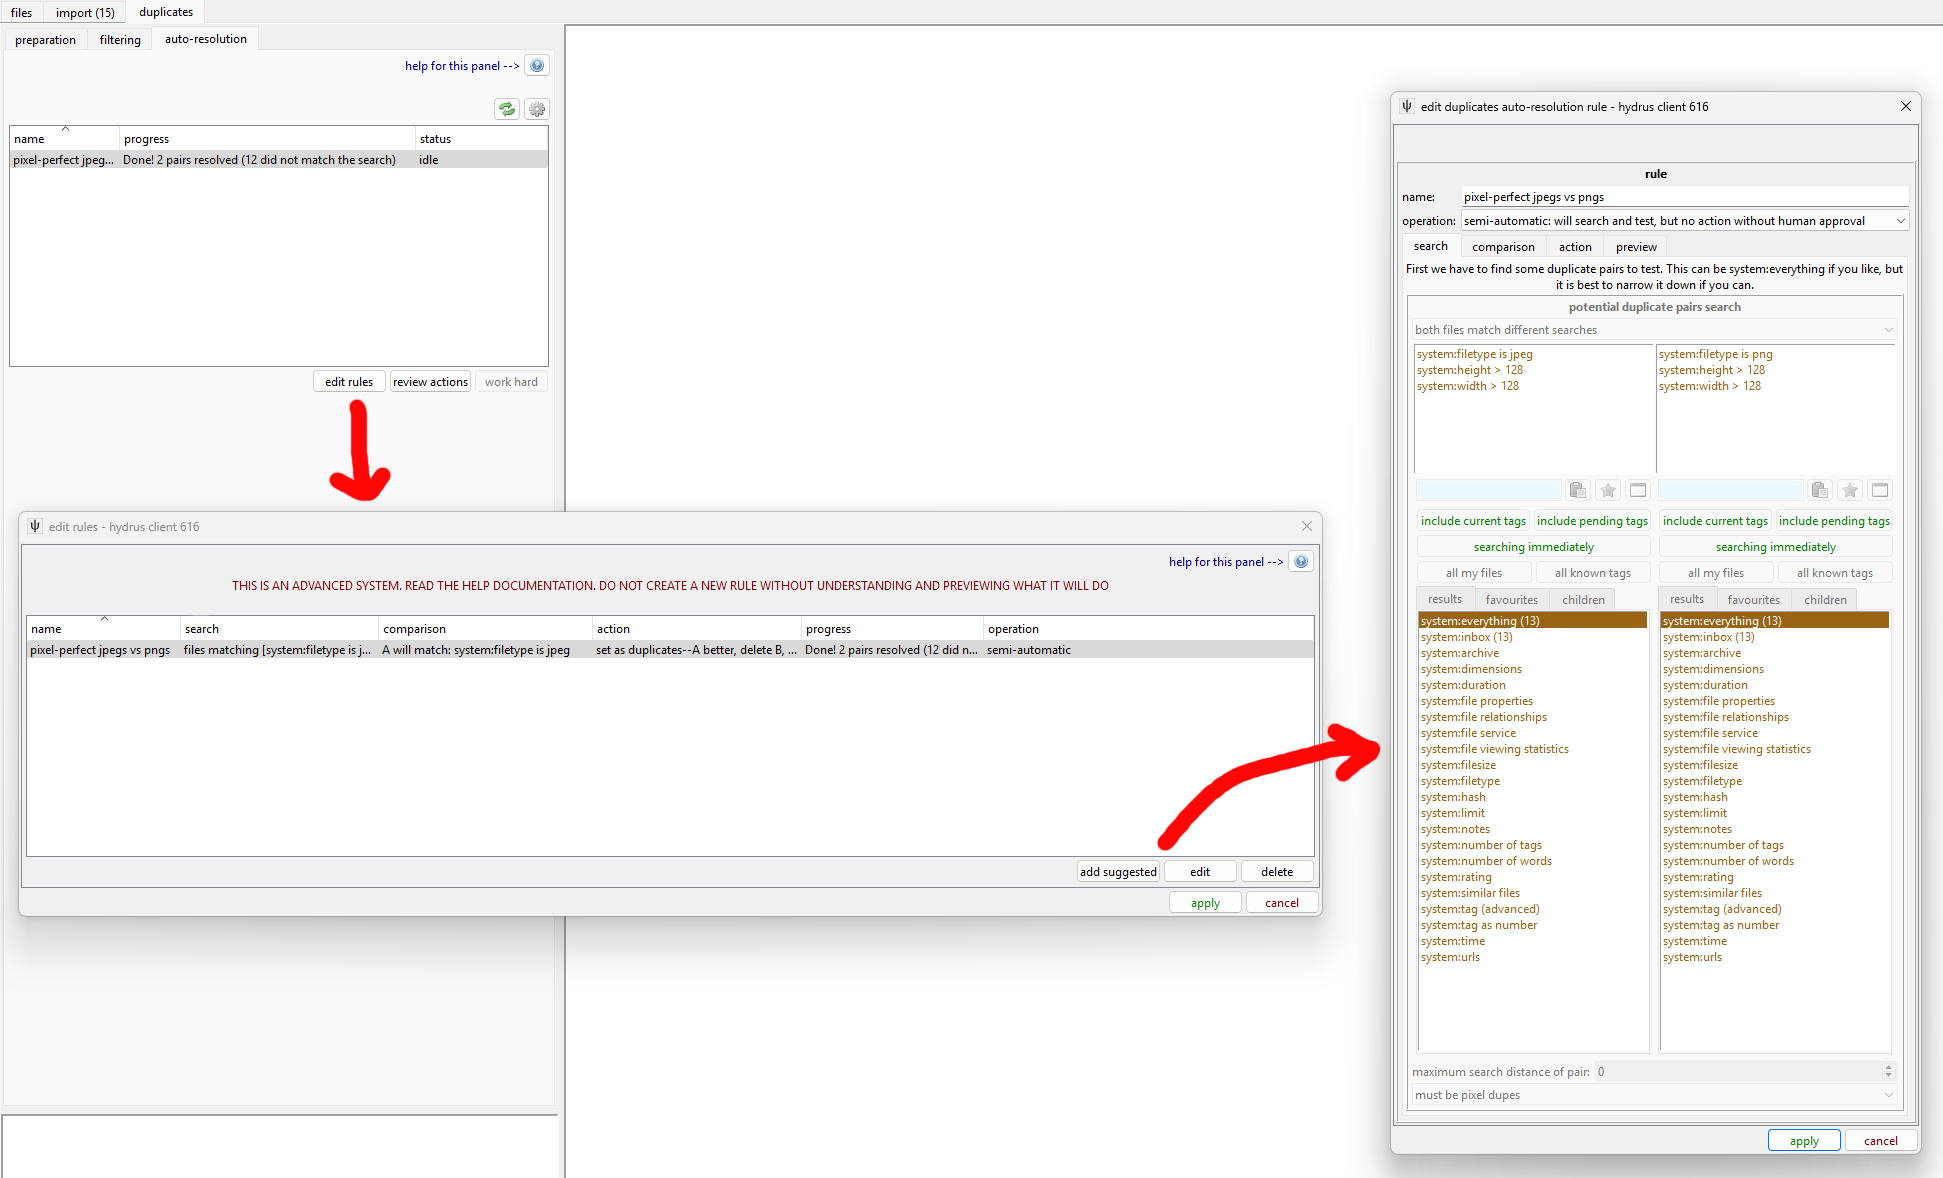 files import (15) duplicates
preparation filtering auto-resolution
help for this panel -->
name progress status
pixel-perfect jpeg... Done! 2 pairs resolved (12 did not match the search) idle
edit rules review actions work hard
edit rules - hydrus client 616
help for this panel -->
THIS IS AN ADVANCED SYSTEM. READ THE HELP DOCUMENTATION. DO NOT CREATE A NEW RULE WITHOUT UNDERSTANDING AND PREVIEWING WHAT IT WILL DO
name search comparison action progress operation
pixel-perfect jpegs vs pngs files matching [system:filetype is j... A will match: system:filetype is jpeg set as duplicates--A better, delete B, ... Done! 2 pairs resolved (12 did n... semi-automatic
add suggested edit delete
apply cancel
edit duplicates auto-resolution rule - hydrus client 616
rule
name: pixel-perfect jpegs vs pngs
operation: semi-automatic: will search and test, but no action without human approval
search comparison action preview
First we have to find some duplicate pairs to test. This can be system:everything if you like, but
it is best to narrow it down if you can.
potential duplicate pairs search
both files match different searches
system:filetype is jpeg system:filetype is png
system:height > 128 system:height > 128
system:width > 128 system:width > 128
include current tags include pending tags include current tags include pending tags
searching immediately searching immediately
all my files all known tags all my files all known tags
results favourites children results favourites children
system:everything (13) system:everything (13)
system:inbox (13) system:inbox (13)
system:archive system:archive
system:dimensions system:dimensions
system:duration system:duration
system:file properties system:file properties
system:file relationships system:file relationships
system:file service system:file service
system:file viewing statistics system:file viewing statistics
system:filesize system:filesize
system:filetype system:filetype
system:hash system:hash
system:limit system:limit
system:notes system:notes
system:number of tags system:number of tags
system:number of words system:number of words
system:rating system:rating
system:similar files system:similar files
system:tag (advanced) system:tag (advanced)
system:tag as number system:tag as number
system:time system:time
system:urls system:urls
maximum search distance of pair: 0
must be pixel dupes
apply cancel